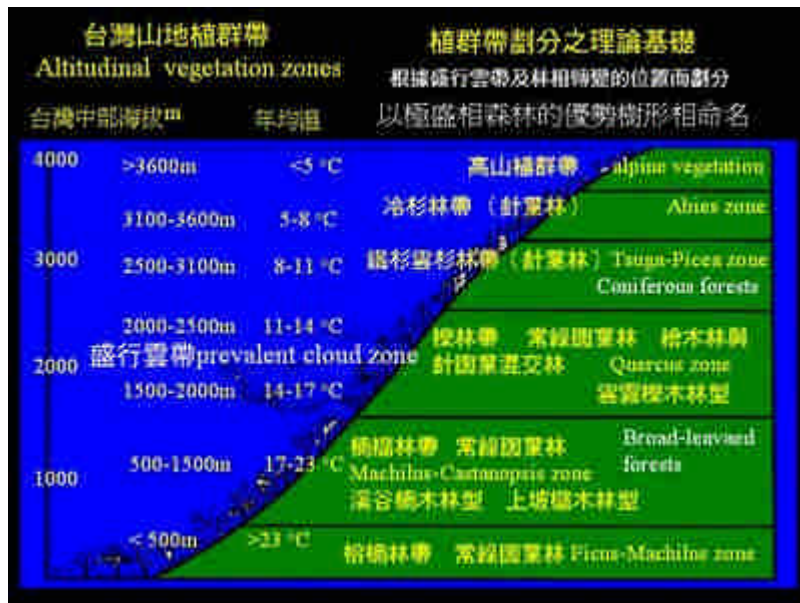 台灣山地植群帶
Altitudinal vegetation zones
植群帶劃分之理論基礎
根據盛行雲帶及林相轉變的位置而劃分
以極盛相森林的優勢樹形相命名
台灣中部海拔m 年均溫
4000 >3600m <5 °C 高山植群帶 - alpine vegetation
3100-3600m 5-8 °C 冷杉林帶（針葉林） Abies zone
3000 2500-3100m 8-11 °C 鐵杉雲杉林帶（針葉林）Tsuga-Picea zone
Coniferous forests
2000-2500m 11-14 °C 櫟林帶 常綠闊葉林 檜木林與
2000 盛行雲帶prevalent cloud zone 針闊葉混交林 Quercus zone
1500-2000m 14-17 °C 雲霧櫟木林型
楠櫧林帶 常綠闊葉林 Broad-leavaed
500-1500m 17-23 °C Machilus-Castanopsis zone forests
1000 溪谷楠木林型 上坡櫧木林型
< 500m >23 °C 榕楠林帶 常綠闊葉林 Ficus-Machilus zone